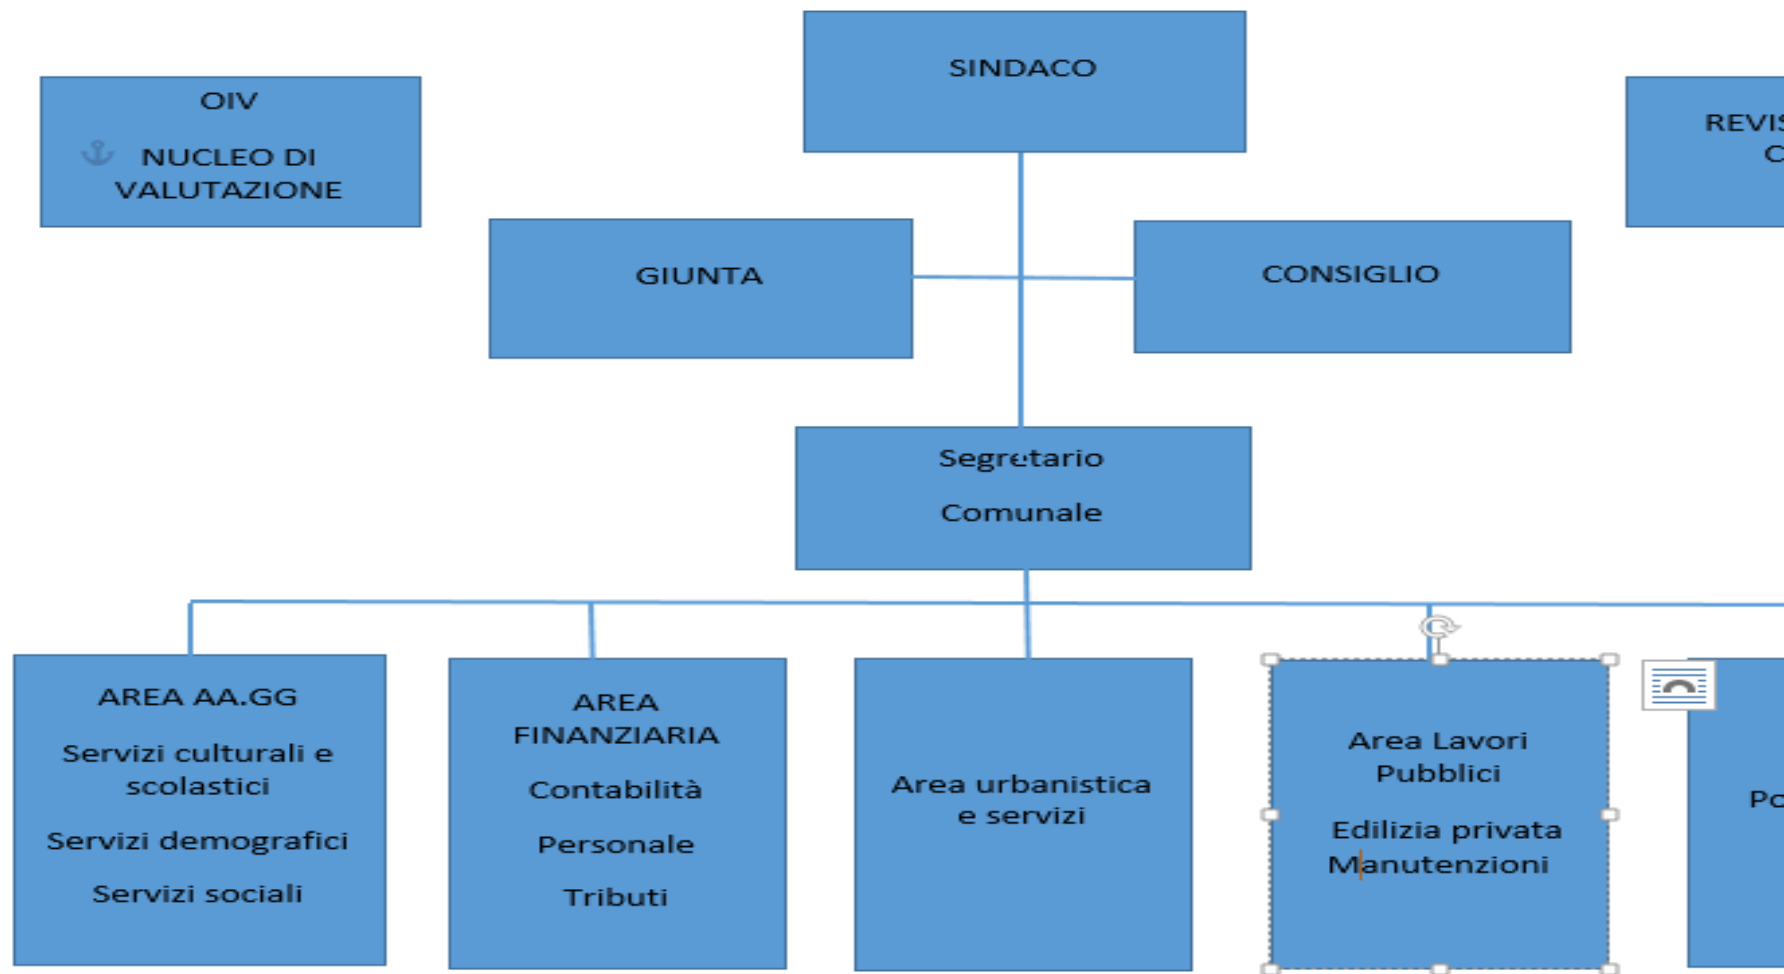 SINDACO
OIV
NUCLEO DI
VALUTAZIONE
GIUNTA
CONSIGLIO
Segretario
Comunale
AREA AA.GG
Servizi culturali e
scolastici
Servizi demografici
Servizi sociali
AREA
FINANZIARIA
Contabilità
Personale
Tributi
Area urbanistica
e servizi
Area Lavori
Pubblici
Edilizia privata
Manutenzioni